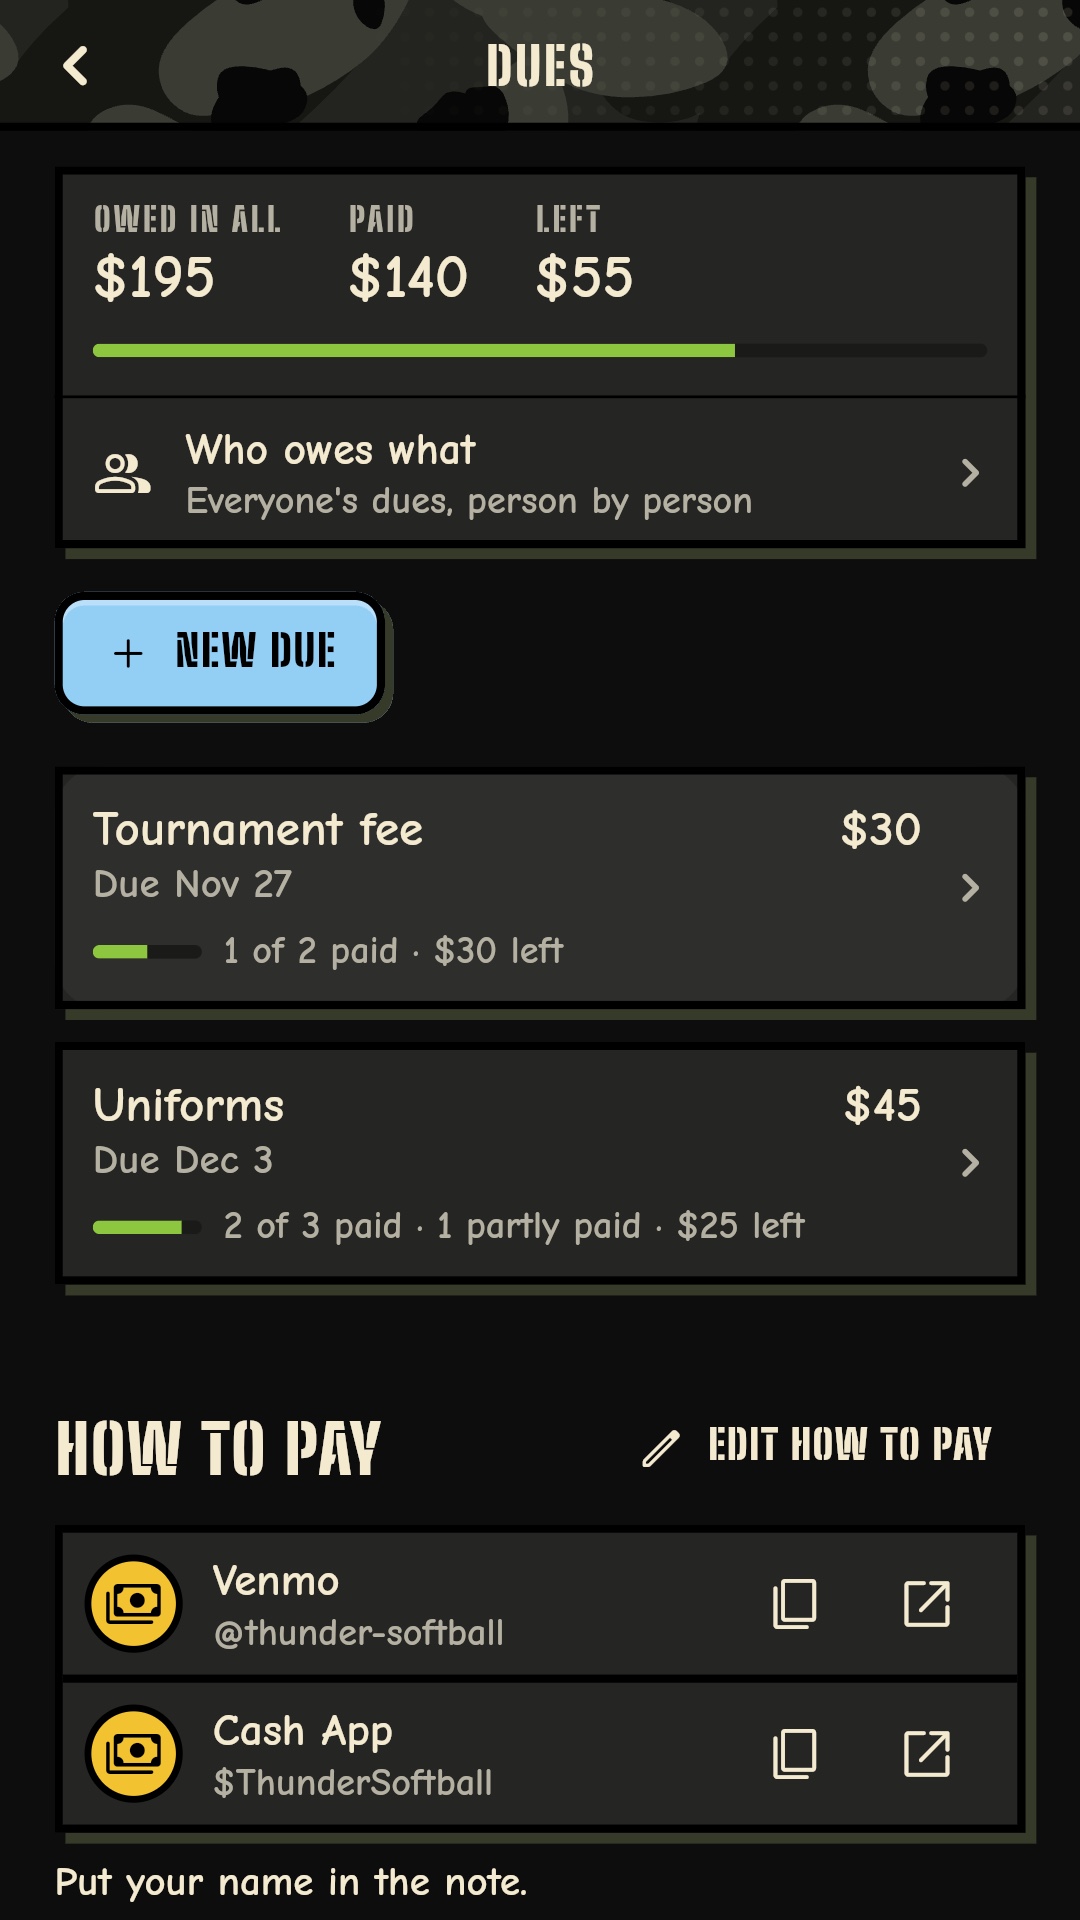 DUES
OWED IN ALL PAID LEFT
$195 $140 $55
Who owes what
Everyone's dues, person by person
+ NEW DUE
Tournament fee $30
Due Nov 27
1 of 2 paid · $30 left
Uniforms $45
Due Dec 3
2 of 3 paid · 1 partly paid · $25 left
HOW TO PAY EDIT HOW TO PAY
Venmo
@thunder-softball
Cash App
$ThunderSoftball
Put your name in the note.